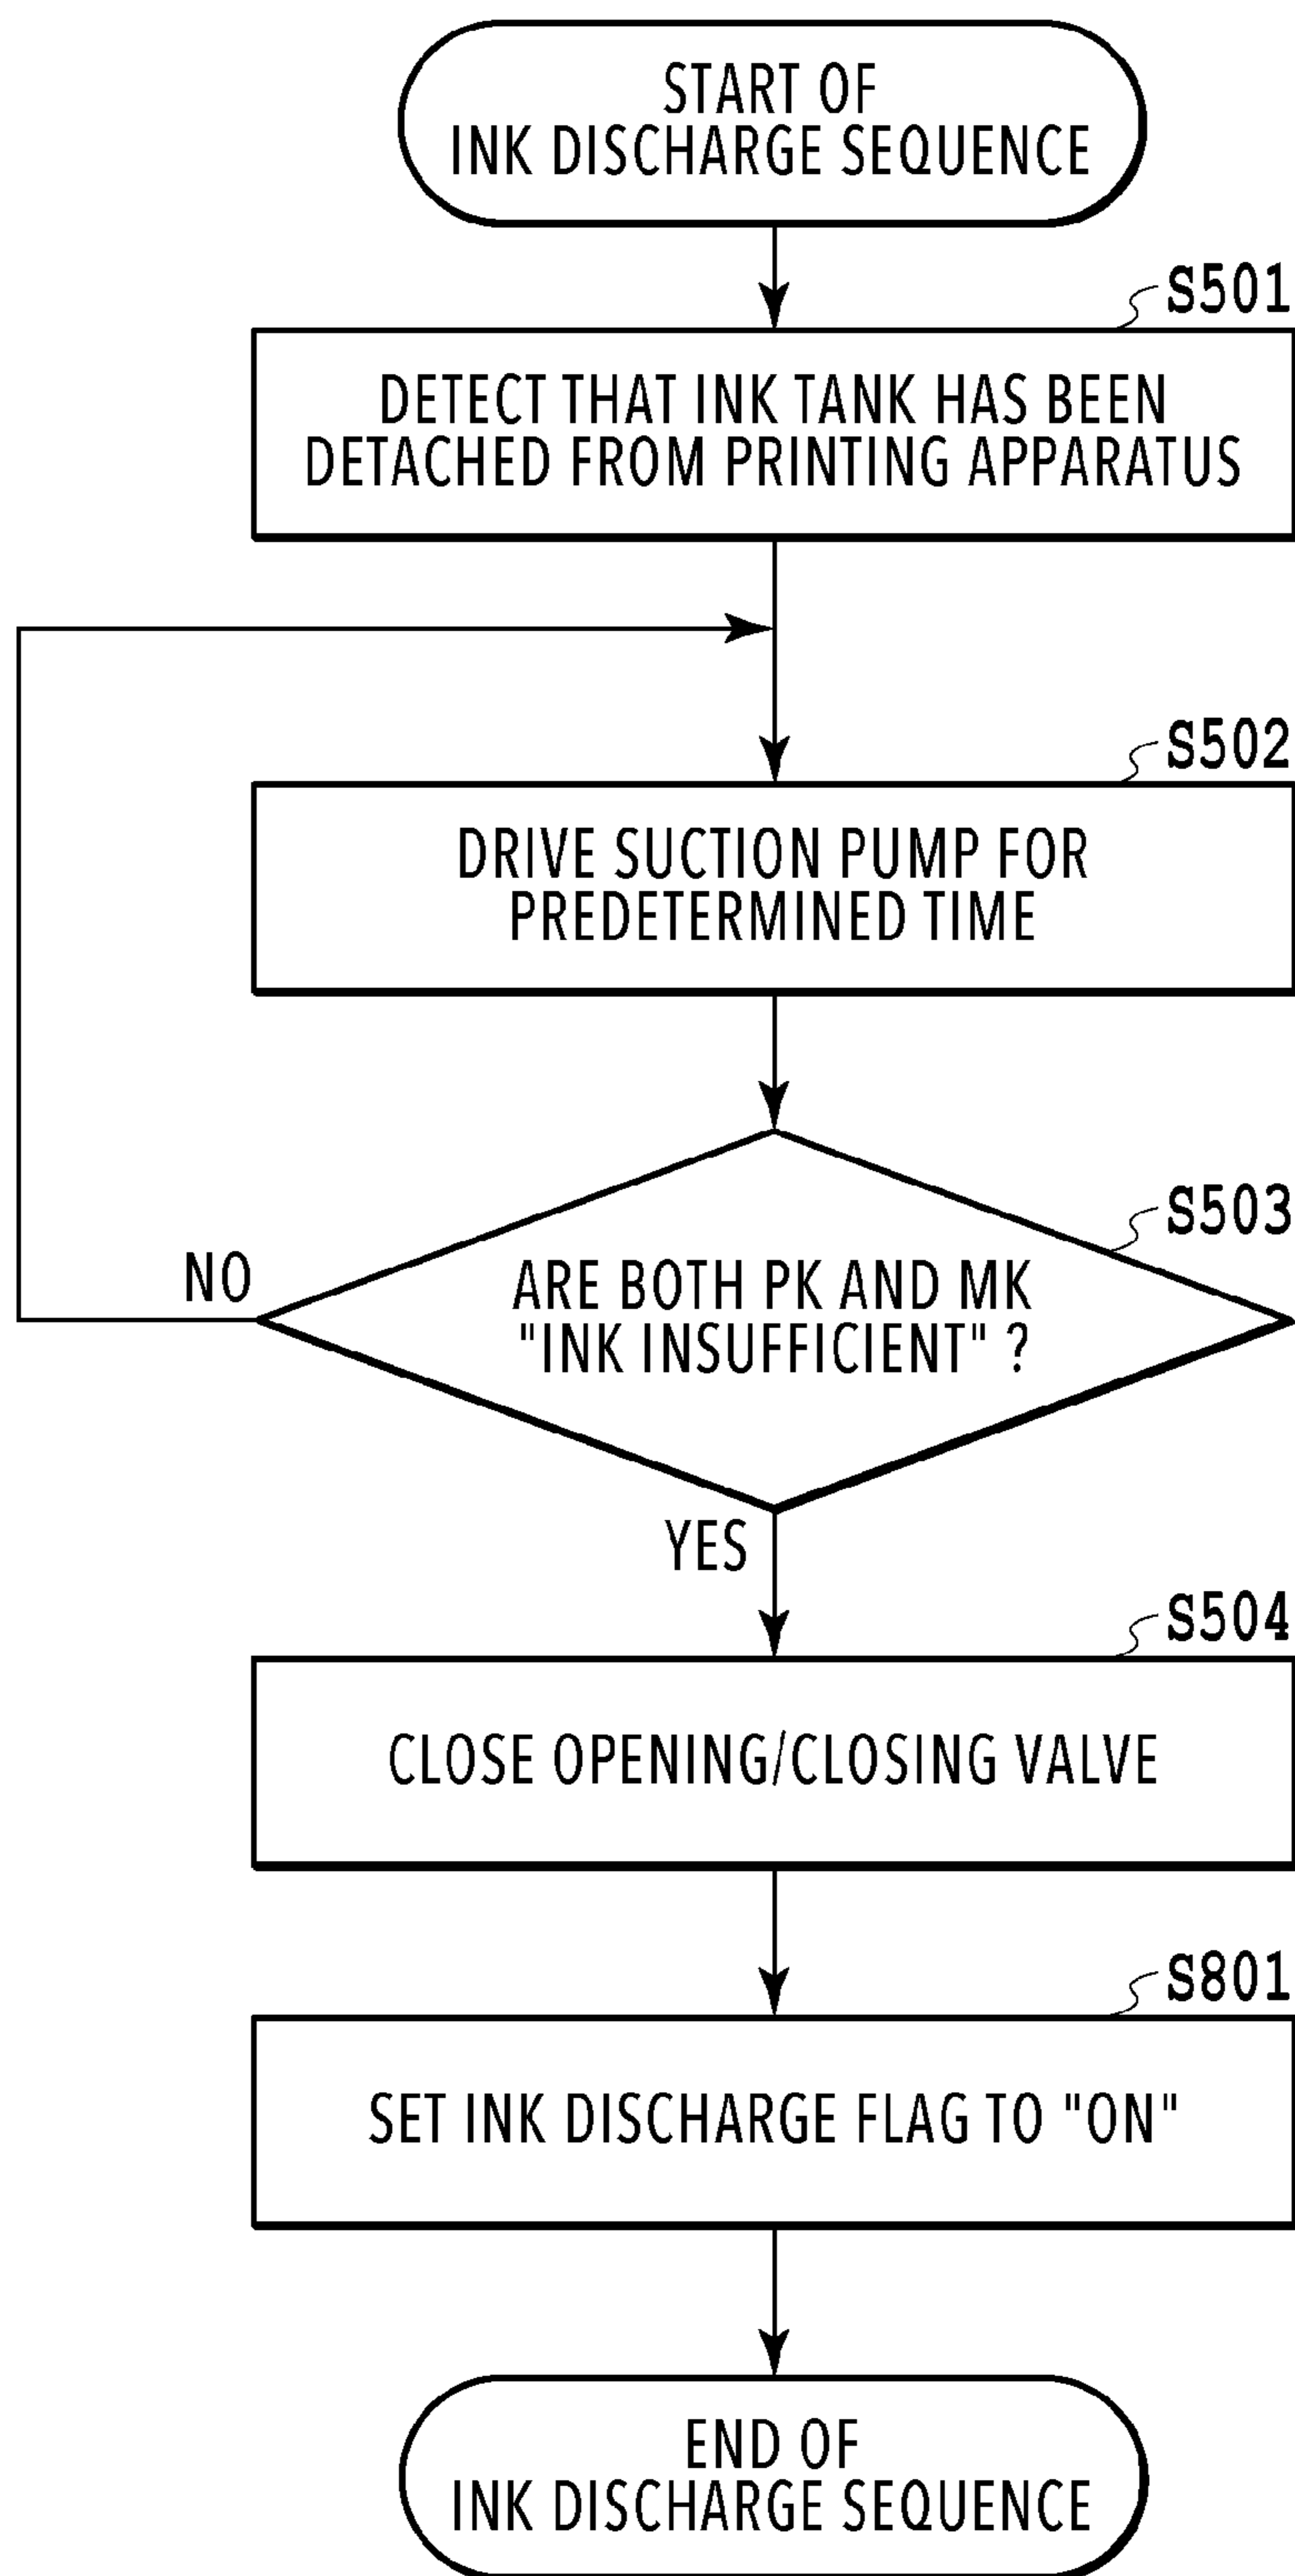 START OF
INK DISCHARGE SEQUENCE
S501
DETECT THAT INK TANK HAS BEEN
DETACHED FROM PRINTING APPARATUS
S502
DRIVE SUCTION PUMP FOR
PREDETERMINED TIME
S503
NO
ARE BOTH PK AND MK
"INK INSUFFICIENT" ?
YES
S504
CLOSE OPENING/CLOSING VALVE
S801
SET INK DISCHARGE FLAG TO "ON"
END OF
INK DISCHARGE SEQUENCE